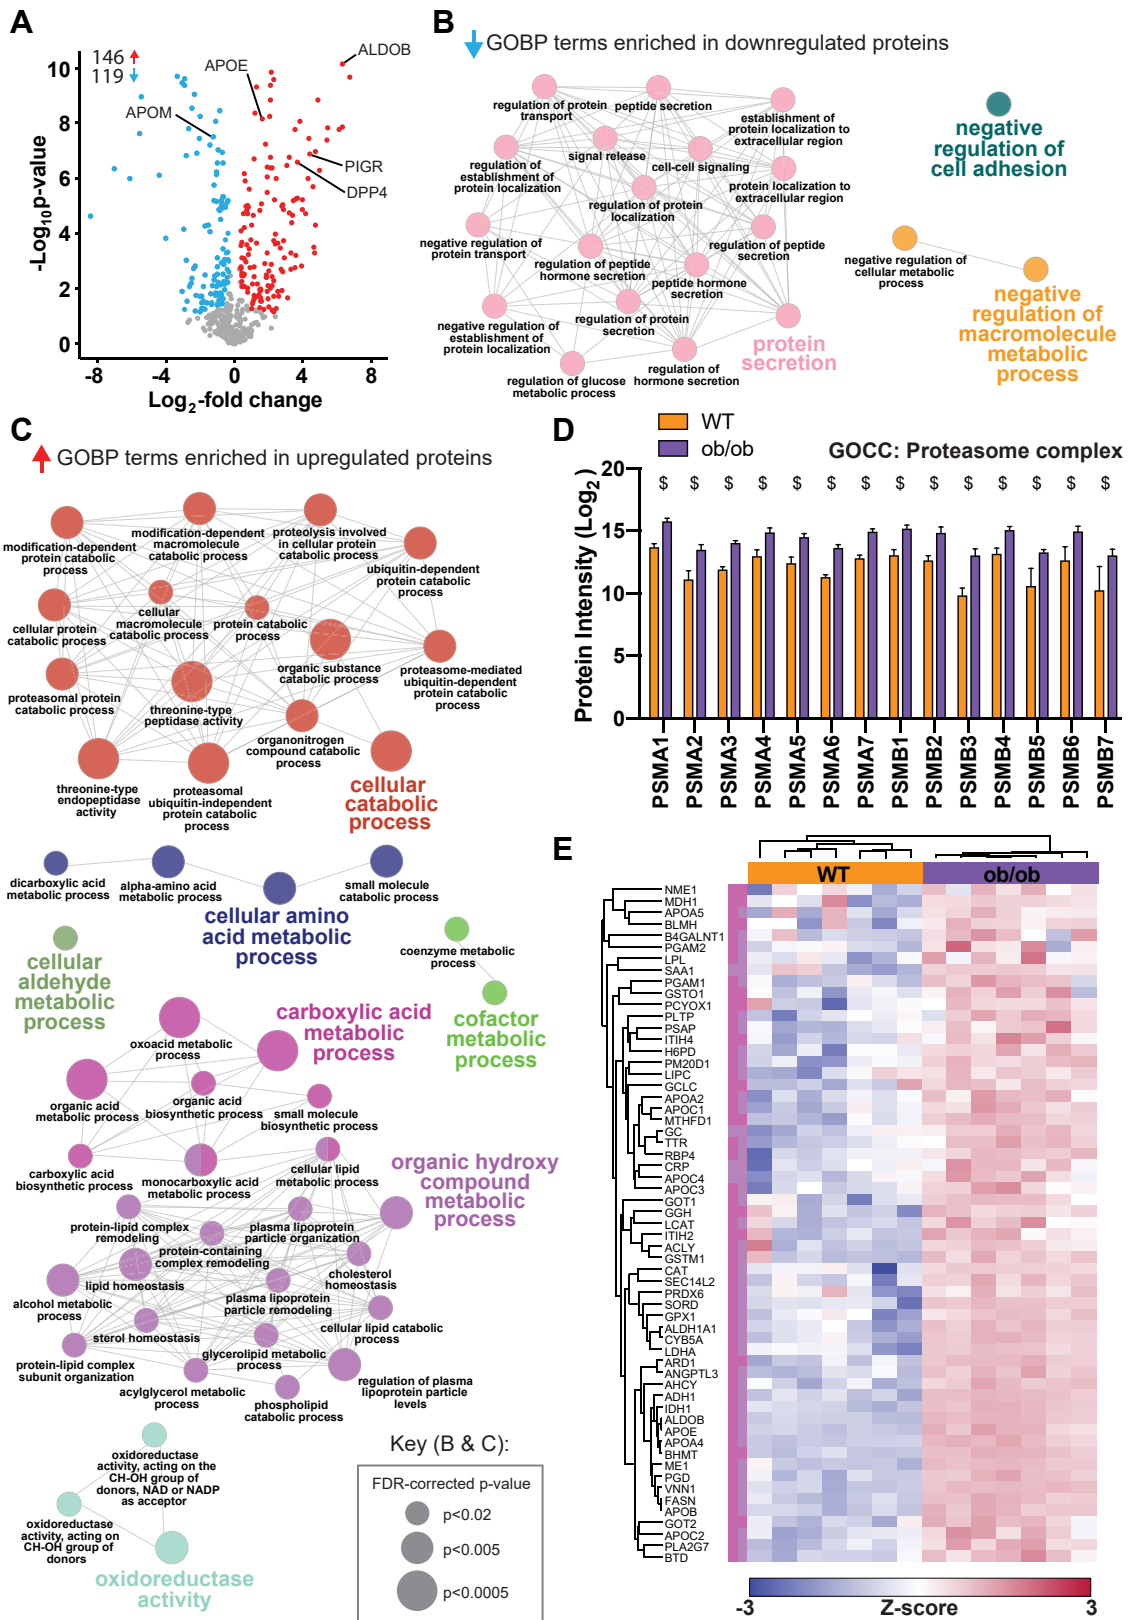 A
146
119
ALDOB
APOE
APOM
PIGR
DPP4
10
8
6
4
2
0
-8
-4
0
4
8
-Log10p-value
Log2-fold change
B
GOBP terms enriched in downregulated proteins
regulation of protein
transport
peptide secretion
establishment of
protein localization to
extracellular region
signal release
cell-cell signaling
regulation of
establishment of
protein localization
protein localization to
extracellular region
regulation of protein
localization
negative regulation of
protein transport
regulation of peptide
secretion
regulation of peptide
hormone secretion
peptide hormone
secretion
negative regulation of
establishment of
protein localization
regulation of protein
secretion
protein
secretion
regulation of glucose
metabolic process
regulation of
hormone secretion
negative
regulation of
cell adhesion
negative regulation of
cellular metabolic
process
negative
regulation of
macromolecule
metabolic
process
C
GOBP terms enriched in upregulated proteins
modification-dependent
protein catabolic
process
modification-dependent
macromolecule
catabolic process
proteolysis involved
in cellular protein
catabolic process
ubiquitin-dependent
protein catabolic
process
cellular protein
catabolic process
cellular
macromolecule
catabolic process
protein catabolic
process
organic substance
catabolic process
proteasome-mediated
ubiquitin-dependent
protein catabolic
process
proteasomal protein
catabolic process
threonine-type
peptidase activity
organonitrogen
compound catabolic
process
threonine-type
endopeptidase
activity
proteasomal
ubiquitin-independent
protein catabolic
process
cellular
catabolic
process
dicarboxylic acid
metabolic process
alpha-amino acid
metabolic process
small molecule
catabolic process
cellular amino
acid metabolic
process
cellular
aldehyde
metabolic
process
coenzyme metabolic
process
cofactor
metabolic
process
carboxylic acid
metabolic
process
oxoacid metabolic
process
organic acid
metabolic process
organic acid
biosynthetic process
small molecule
biosynthetic process
carboxylic acid
biosynthetic process
monocarboxylic acid
metabolic process
cellular lipid
metabolic process
organic hydroxy
compound
metabolic
process
protein-lipid complex
remodeling
plasma lipoprotein
particle organization
protein-containing
complex remodeling
cholesterol
homeostasis
lipid homeostasis
alcohol metabolic
process
plasma lipoprotein
particle remodeling
sterol homeostasis
cellular lipid catabolic
process
protein-lipid complex
subunit organization
glycerolipid metabolic
process
acylglycerol metabolic
process
phospholipid
catabolic process
regulation of plasma
lipoprotein particle
levels
oxidoreductase
activity, acting on the
CH-OH group of
donors, NAD or NADP
as acceptor
oxidoreductase
activity, acting on
CH-OH group of
donors
oxidoreductase
activity
Key (B & C):
FDR-corrected p-value
p<0.02
p<0.005
p<0.0005
D
WT
ob/ob
GOCC: Proteasome complex
Protein Intensity (Log2)
20
15
10
5
0
$ $ $ $ $ $ $ $ $ $ $ $ $ $
PSMA1
PSMA2
PSMA3
PSMA4
PSMA5
PSMA6
PSMA7
PSMB1
PSMB2
PSMB3
PSMB4
PSMB5
PSMB6
PSMB7
E
WT
ob/ob
NME1
MDH1
APOA5
BLMH
B4GALNT1
PGAM2
LPL
SAA1
PGAM1
GSTO1
PCYOX1
PLTP
PSAP
ITIH4
H6PD
PM20D1
LIPC
GCLC
APOA2
APOC1
MTHFD1
GC
TTR
RBP4
CRP
APOC4
APOC3
GOT1
GGH
LCAT
ITIH2
ACLY
GSTM1
CAT
SEC14L2
PRDX6
SORD
GPX1
ALDH1A1
CYB5A
LDHA
ARD1
ANGPTL3
AHCY
ADH1
IDH1
ALDOB
APOE
APOA4
BHMT
ME1
PGD
VNN1
FASN
APOB
GOT2
APOC2
PLA2G7
BTD
-3
Z-score
3